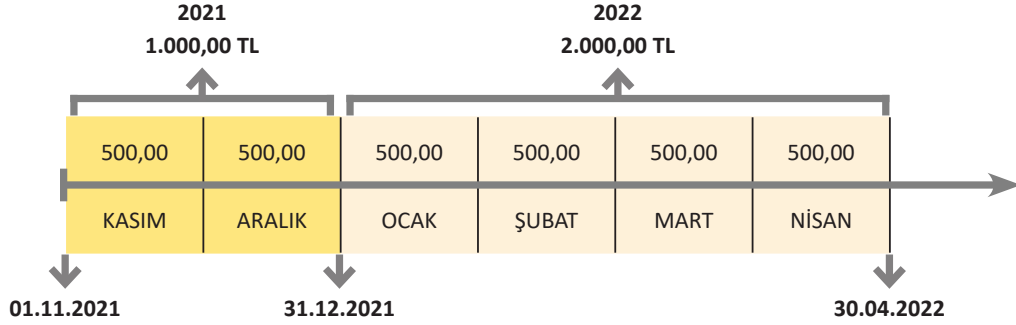 2021 2022
1.000,00 TL 2.000,00 TL
500,00 500,00 500,00 500,00 500,00 500,00
KASIM ARALIK OCAK ŞUBAT MART NİSAN
01.11.2021 31.12.2021 30.04.2022